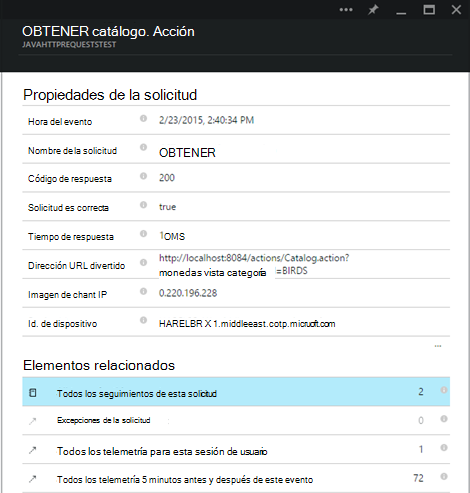 OBTENER catálogo. Acción
JAVAHTTPREQUESTSTEST
Propiedades de la solicitud
Hora del evento 2/23/2015, 2:40:34 PM
Nombre de la solicitud OBTENER
Código de respuesta 200
Solicitud es correcta true
Tiempo de respuesta 1OMS
Dirección URL divertido http://localhost:8084/actions/Catalog.action?
monedas vista categoría =BIRDS
Imagen de chant IP 0.220.196.228
Id. de dispositivo HARELBR X 1.middleeast.cotp.microuoft.com
...
Elementos relacionados
Todos los seguimientos de esta solicitud 2
Excepciones de la solicitud 0
Todos los telemetría para esta sesión de usuario 1
Todos los telemetría 5 minutos antes y después de este evento 72